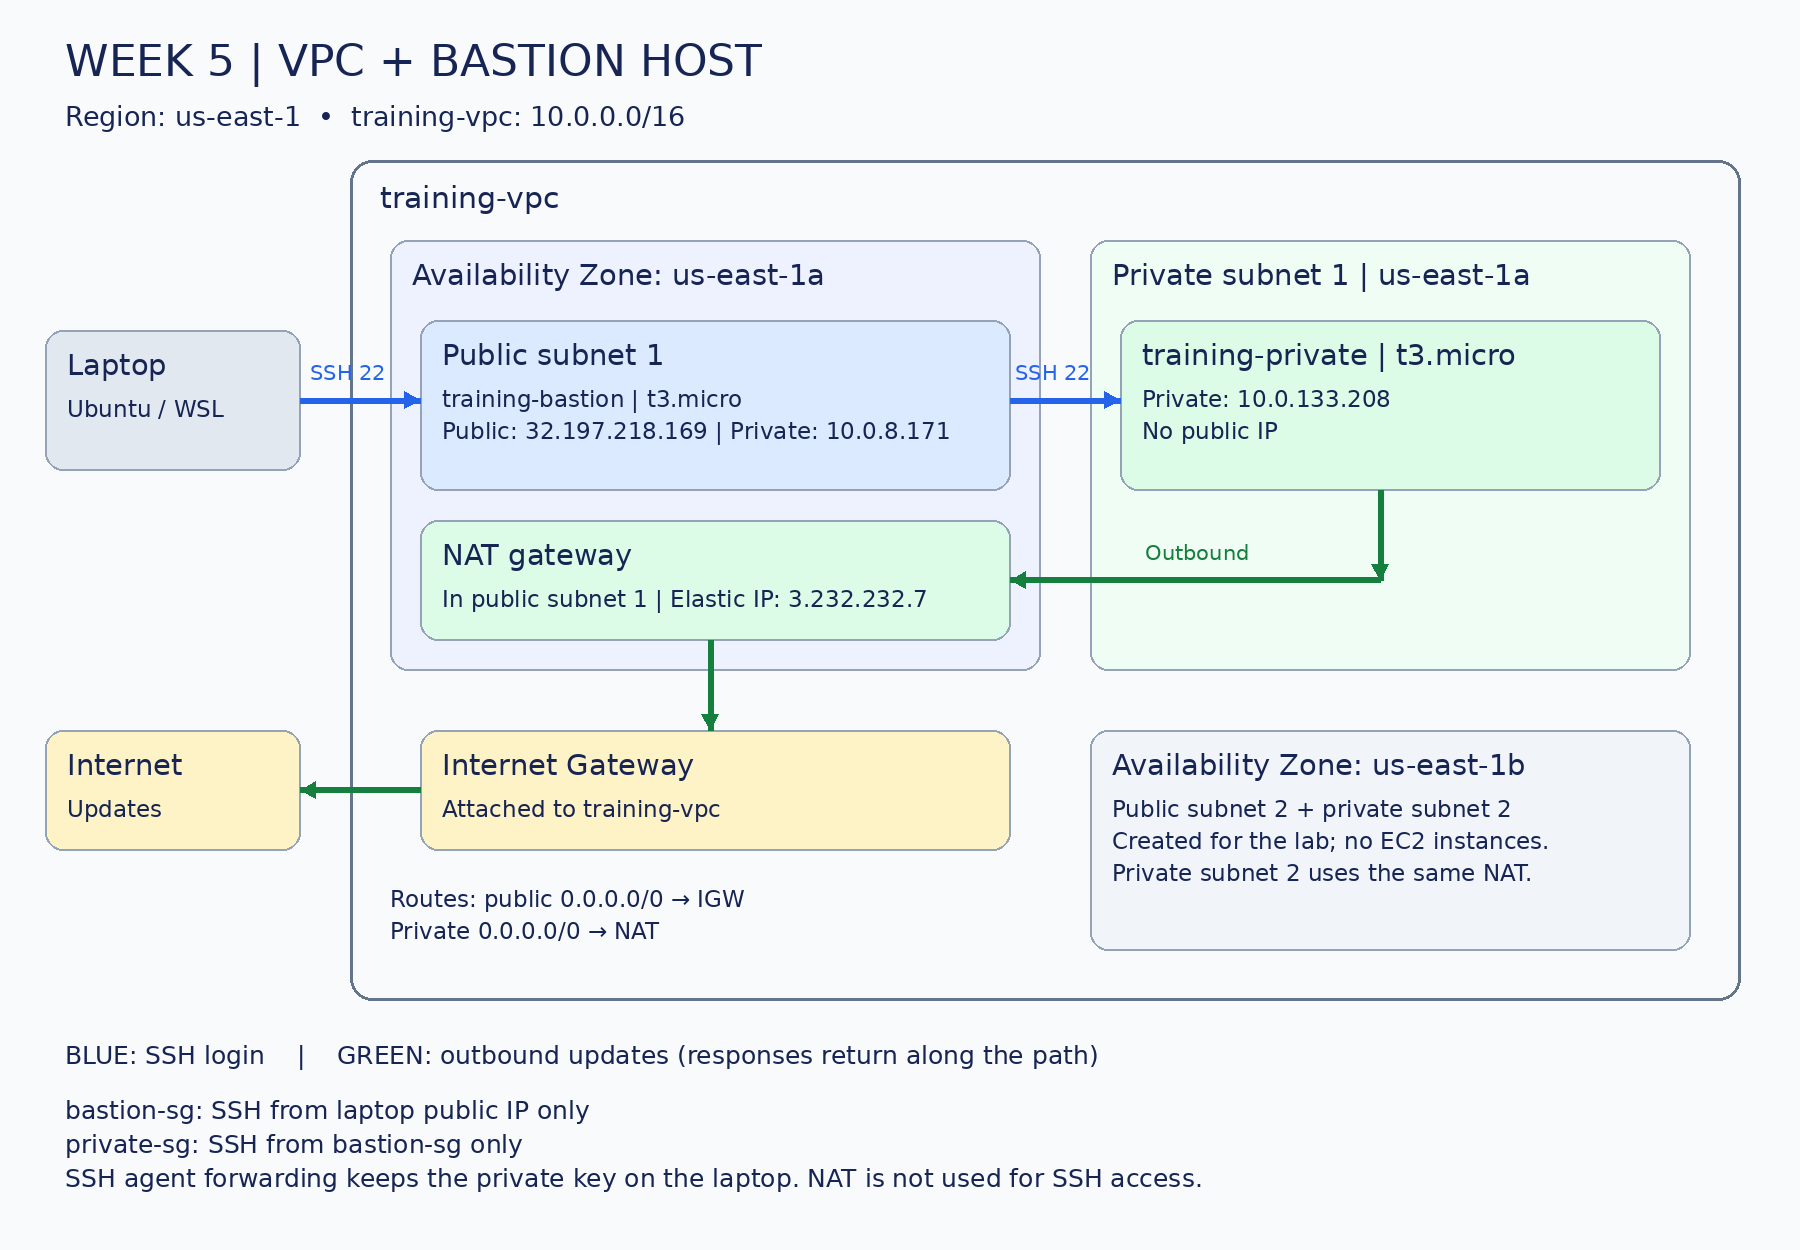 WEEK 5 | VPC + BASTION HOST
Region: us-east-1 • training-vpc: 10.0.0.0/16
training-vpc
Availability Zone: us-east-1a
Private subnet 1 | us-east-1a
Laptop
Ubuntu / WSL
SSH 22
Public subnet 1
training-bastion | t3.micro
Public: 32.197.218.169 | Private: 10.0.8.171
SSH 22
training-private | t3.micro
Private: 10.0.133.208
No public IP
NAT gateway
In public subnet 1 | Elastic IP: 3.232.232.7
Outbound
Internet
Updates
Internet Gateway
Attached to training-vpc
Availability Zone: us-east-1b
Public subnet 2 + private subnet 2
Created for the lab; no EC2 instances.
Private subnet 2 uses the same NAT.
Routes: public 0.0.0.0/0 → IGW
Private 0.0.0.0/0 → NAT
BLUE: SSH login | GREEN: outbound updates (responses return along the path)
bastion-sg: SSH from laptop public IP only
private-sg: SSH from bastion-sg only
SSH agent forwarding keeps the private key on the laptop. NAT is not used for SSH access.